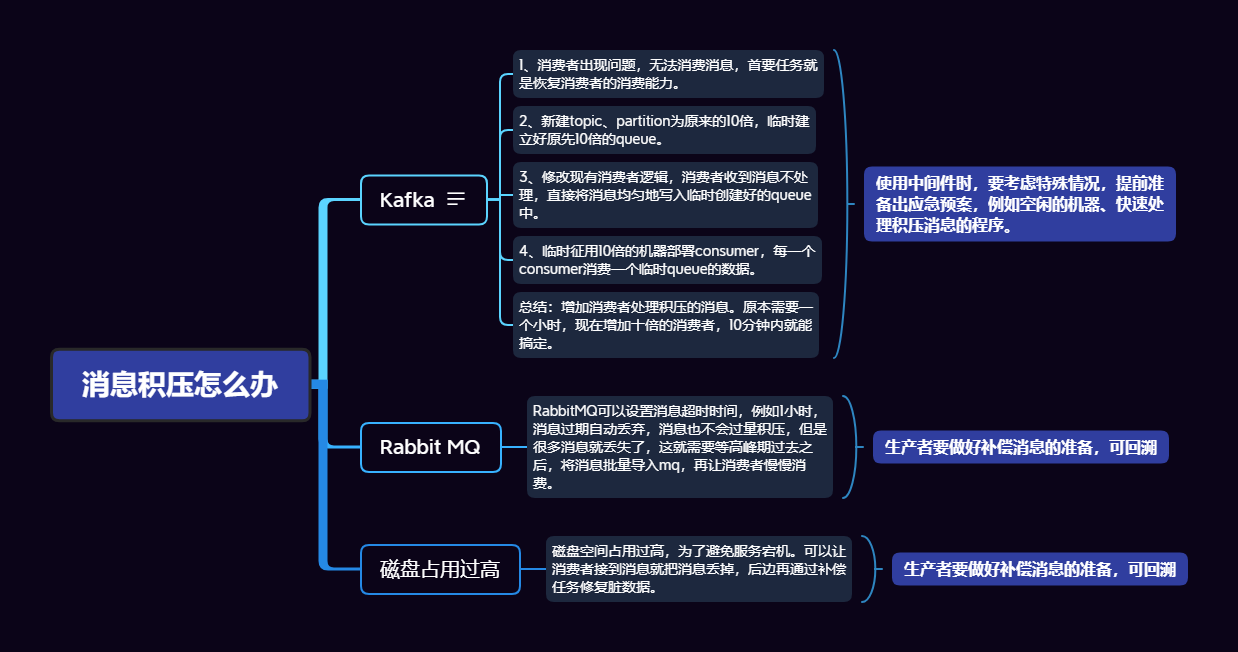 消息积压怎么办
Kafka
1、消费者出现问题，无法消费消息，首要任务就
是恢复消费者的消费能力。
2、新建topic、partition为原来的10倍，临时建
立好原先10倍的queue。
3、修改现有消费者逻辑，消费者收到消息不处
理，直接将消息均匀地写入临时创建好的queue
中。
4、临时征用10倍的机器部署consumer，每一个
consumer消费一个临时queue的数据。
总结：增加消费者处理积压的消息。原本需要一
个小时，现在增加十倍的消费者，10分钟内就能
搞定。
使用中间件时，要考虑特殊情况，提前准
备出应急预案，例如空闲的机器、快速处
理积压消息的程序。
Rabbit MQ
RabbitMQ可以设置消息超时时间，例如1小时，
消息过期自动丢弃，消息也不会过量积压，但是
很多消息就丢失了，这就需要等高峰期过去之
后，将消息批量导入mq，再让消费者慢慢消
费。
生产者要做好补偿消息的准备，可回溯
磁盘占用过高
磁盘空间占用过高，为了避免服务宕机。可以让
消费者接到消息就把消息丢掉，后边再通过补偿
任务修复脏数据。
生产者要做好补偿消息的准备，可回溯